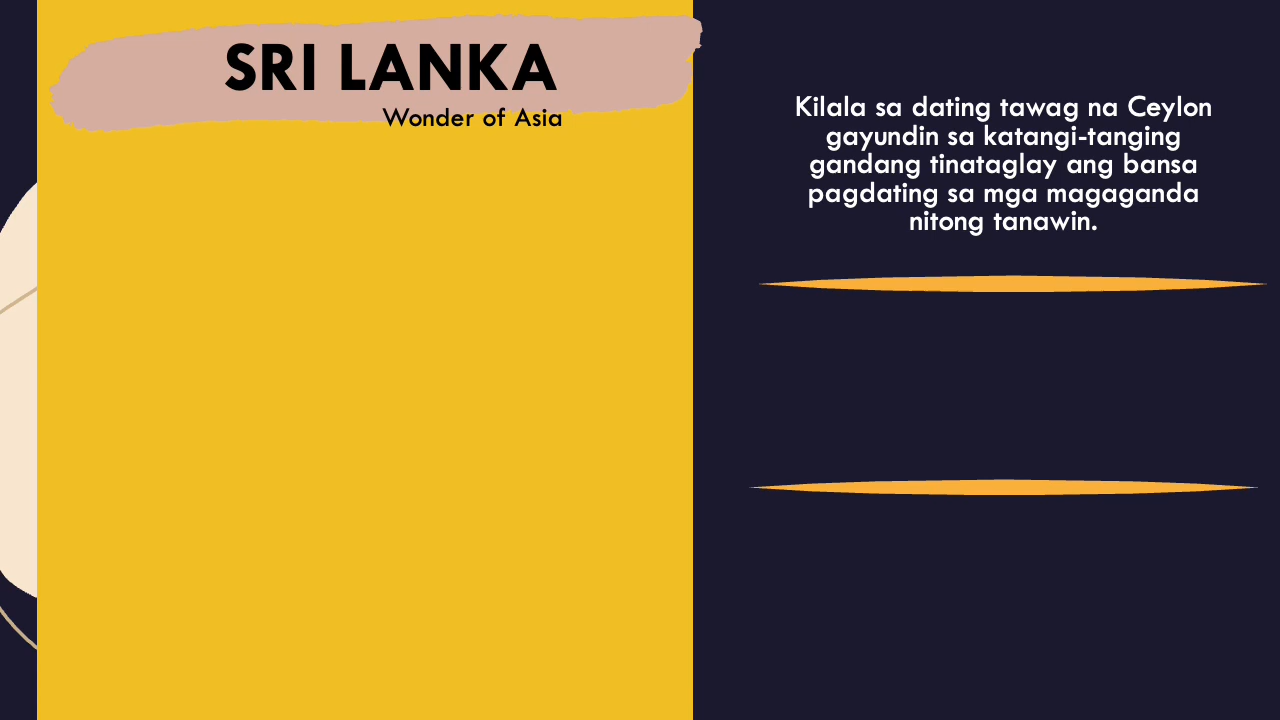 SRI LANKA
Wonder of Asia
Kilala sa dating tawag na Ceylon
gayundin sa katangi-tanging
gandang tinataglay ang bansa
pagdating sa mga magaganda
nitong tanawin.